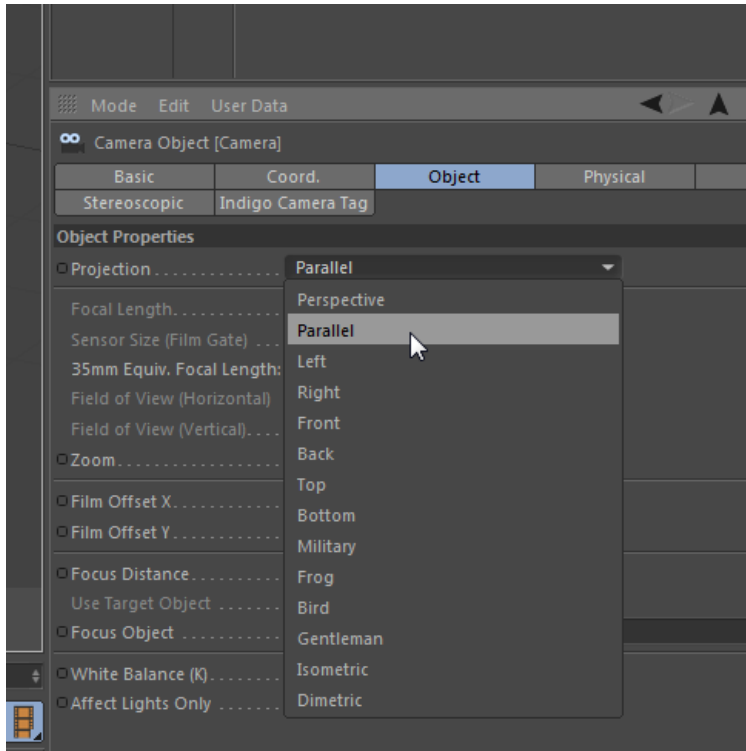 Mode Edit User Data
Camera Object [Camera]
Basic Coord. Object Physical
Stereoscopic Indigo Camera Tag
Object Properties
Projection . . . . . . . . . . . . . . Parallel
Perspective
Focal Length. . . . . . . . . . . .
Parallel
Sensor Size (Film Gate) . . .
Left
35mm Equiv. Focal Length:
Right
Field of View (Horizontal)
Front
Field of View (Vertical). . . .
Back
Zoom. . . . . . . . . . . . . . . . . .
Top
Film Offset X. . . . . . . . . . . .
Bottom
Film Offset Y. . . . . . . . . . . .
Military
Focus Distance. . . . . . . . . .
Frog
Use Target Object . . . . . . .
Bird
Focus Object . . . . . . . . . . .
Gentleman
White Balance (K). . . . . . . .
Isometric
Affect Lights Only . . . . . . .
Dimetric